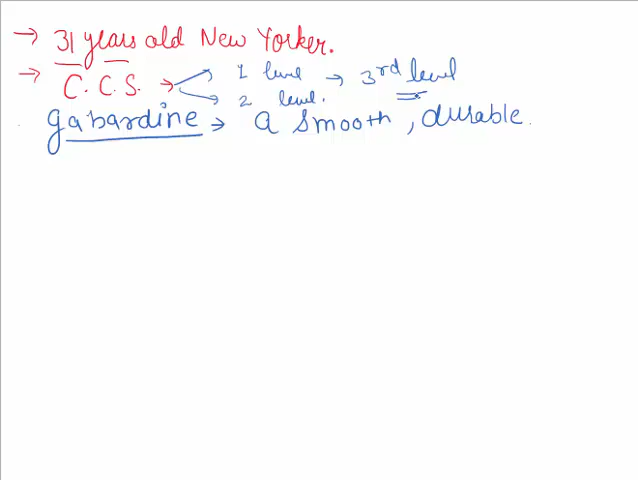 → 31 years old New Yorker.
→ C.C.S. → 1 level → 3rd level
2 level.
gabardine → a smooth, durable.